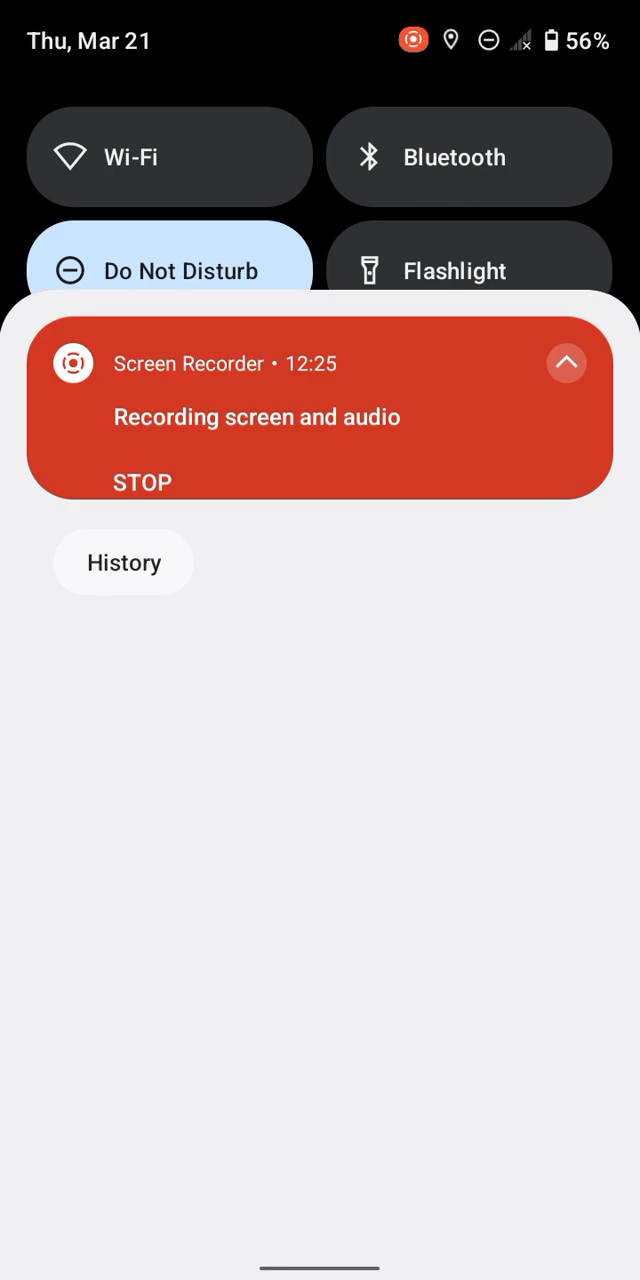 Thu, Mar 21 56%
Wi-Fi Bluetooth
Do Not Disturb Flashlight
Screen Recorder • 12:25
Recording screen and audio
STOP
History